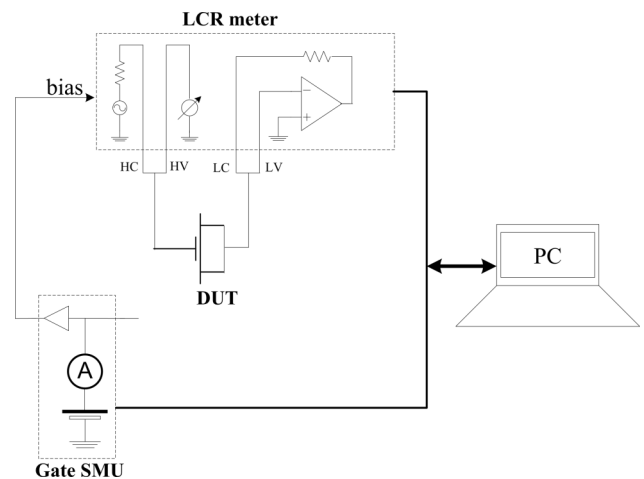 LCR meter
bias
HC
HV
LC
LV
DUT
PC
A
Gate SMU